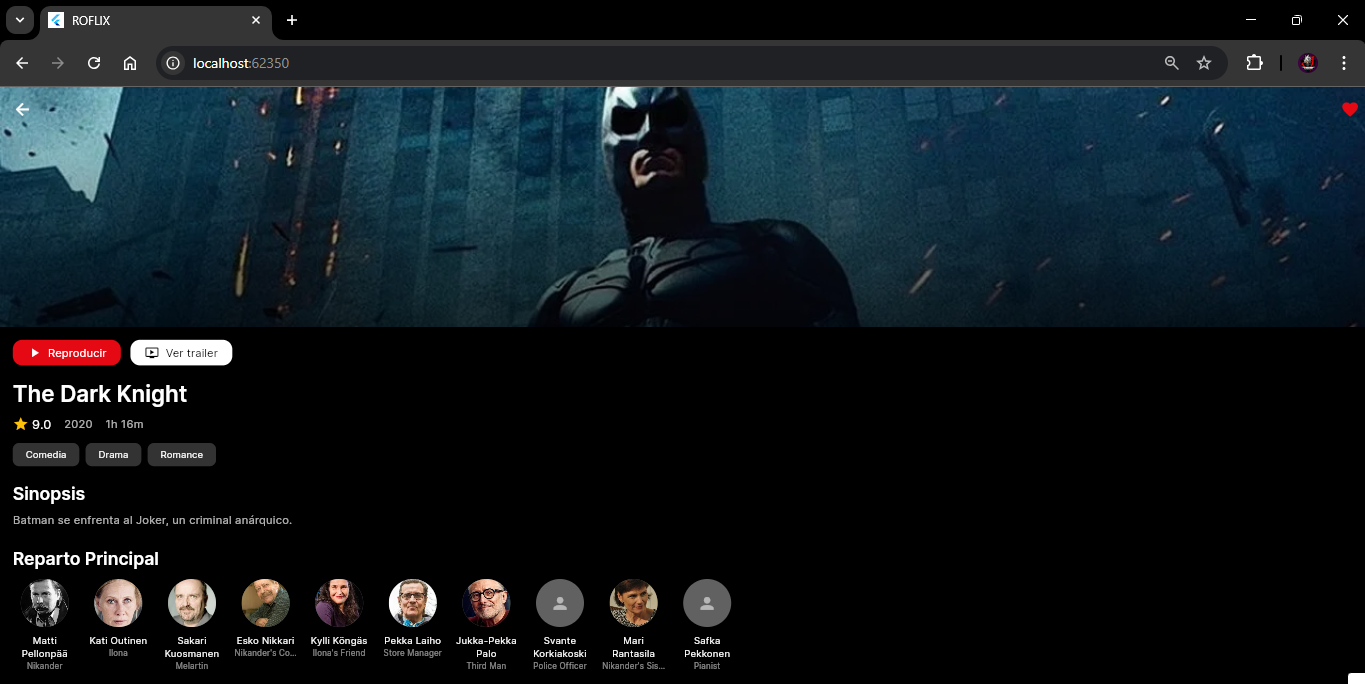 ROFLIX
localhost:62350
Reproducir
Ver trailer
The Dark Knight
9.0 2020 1h 16m
Comedia Drama Romance
Sinopsis
Batman se enfrenta al Joker, un criminal anárquico.
Reparto Principal
Matti Pellonpää
Nikander
Kati Outinen
Ilona
Sakari Kuosmanen
Melartin
Esko Nikkari
Nikander's Co...
Kylli Köngäs
Ilona's Friend
Pekka Laiho
Store Manager
Jukka-Pekka Palo
Third Man
Svante Korkiakoski
Police Officer
Mari Rantasila
Nikander's Sis...
Safka Pekkonen
Pianist